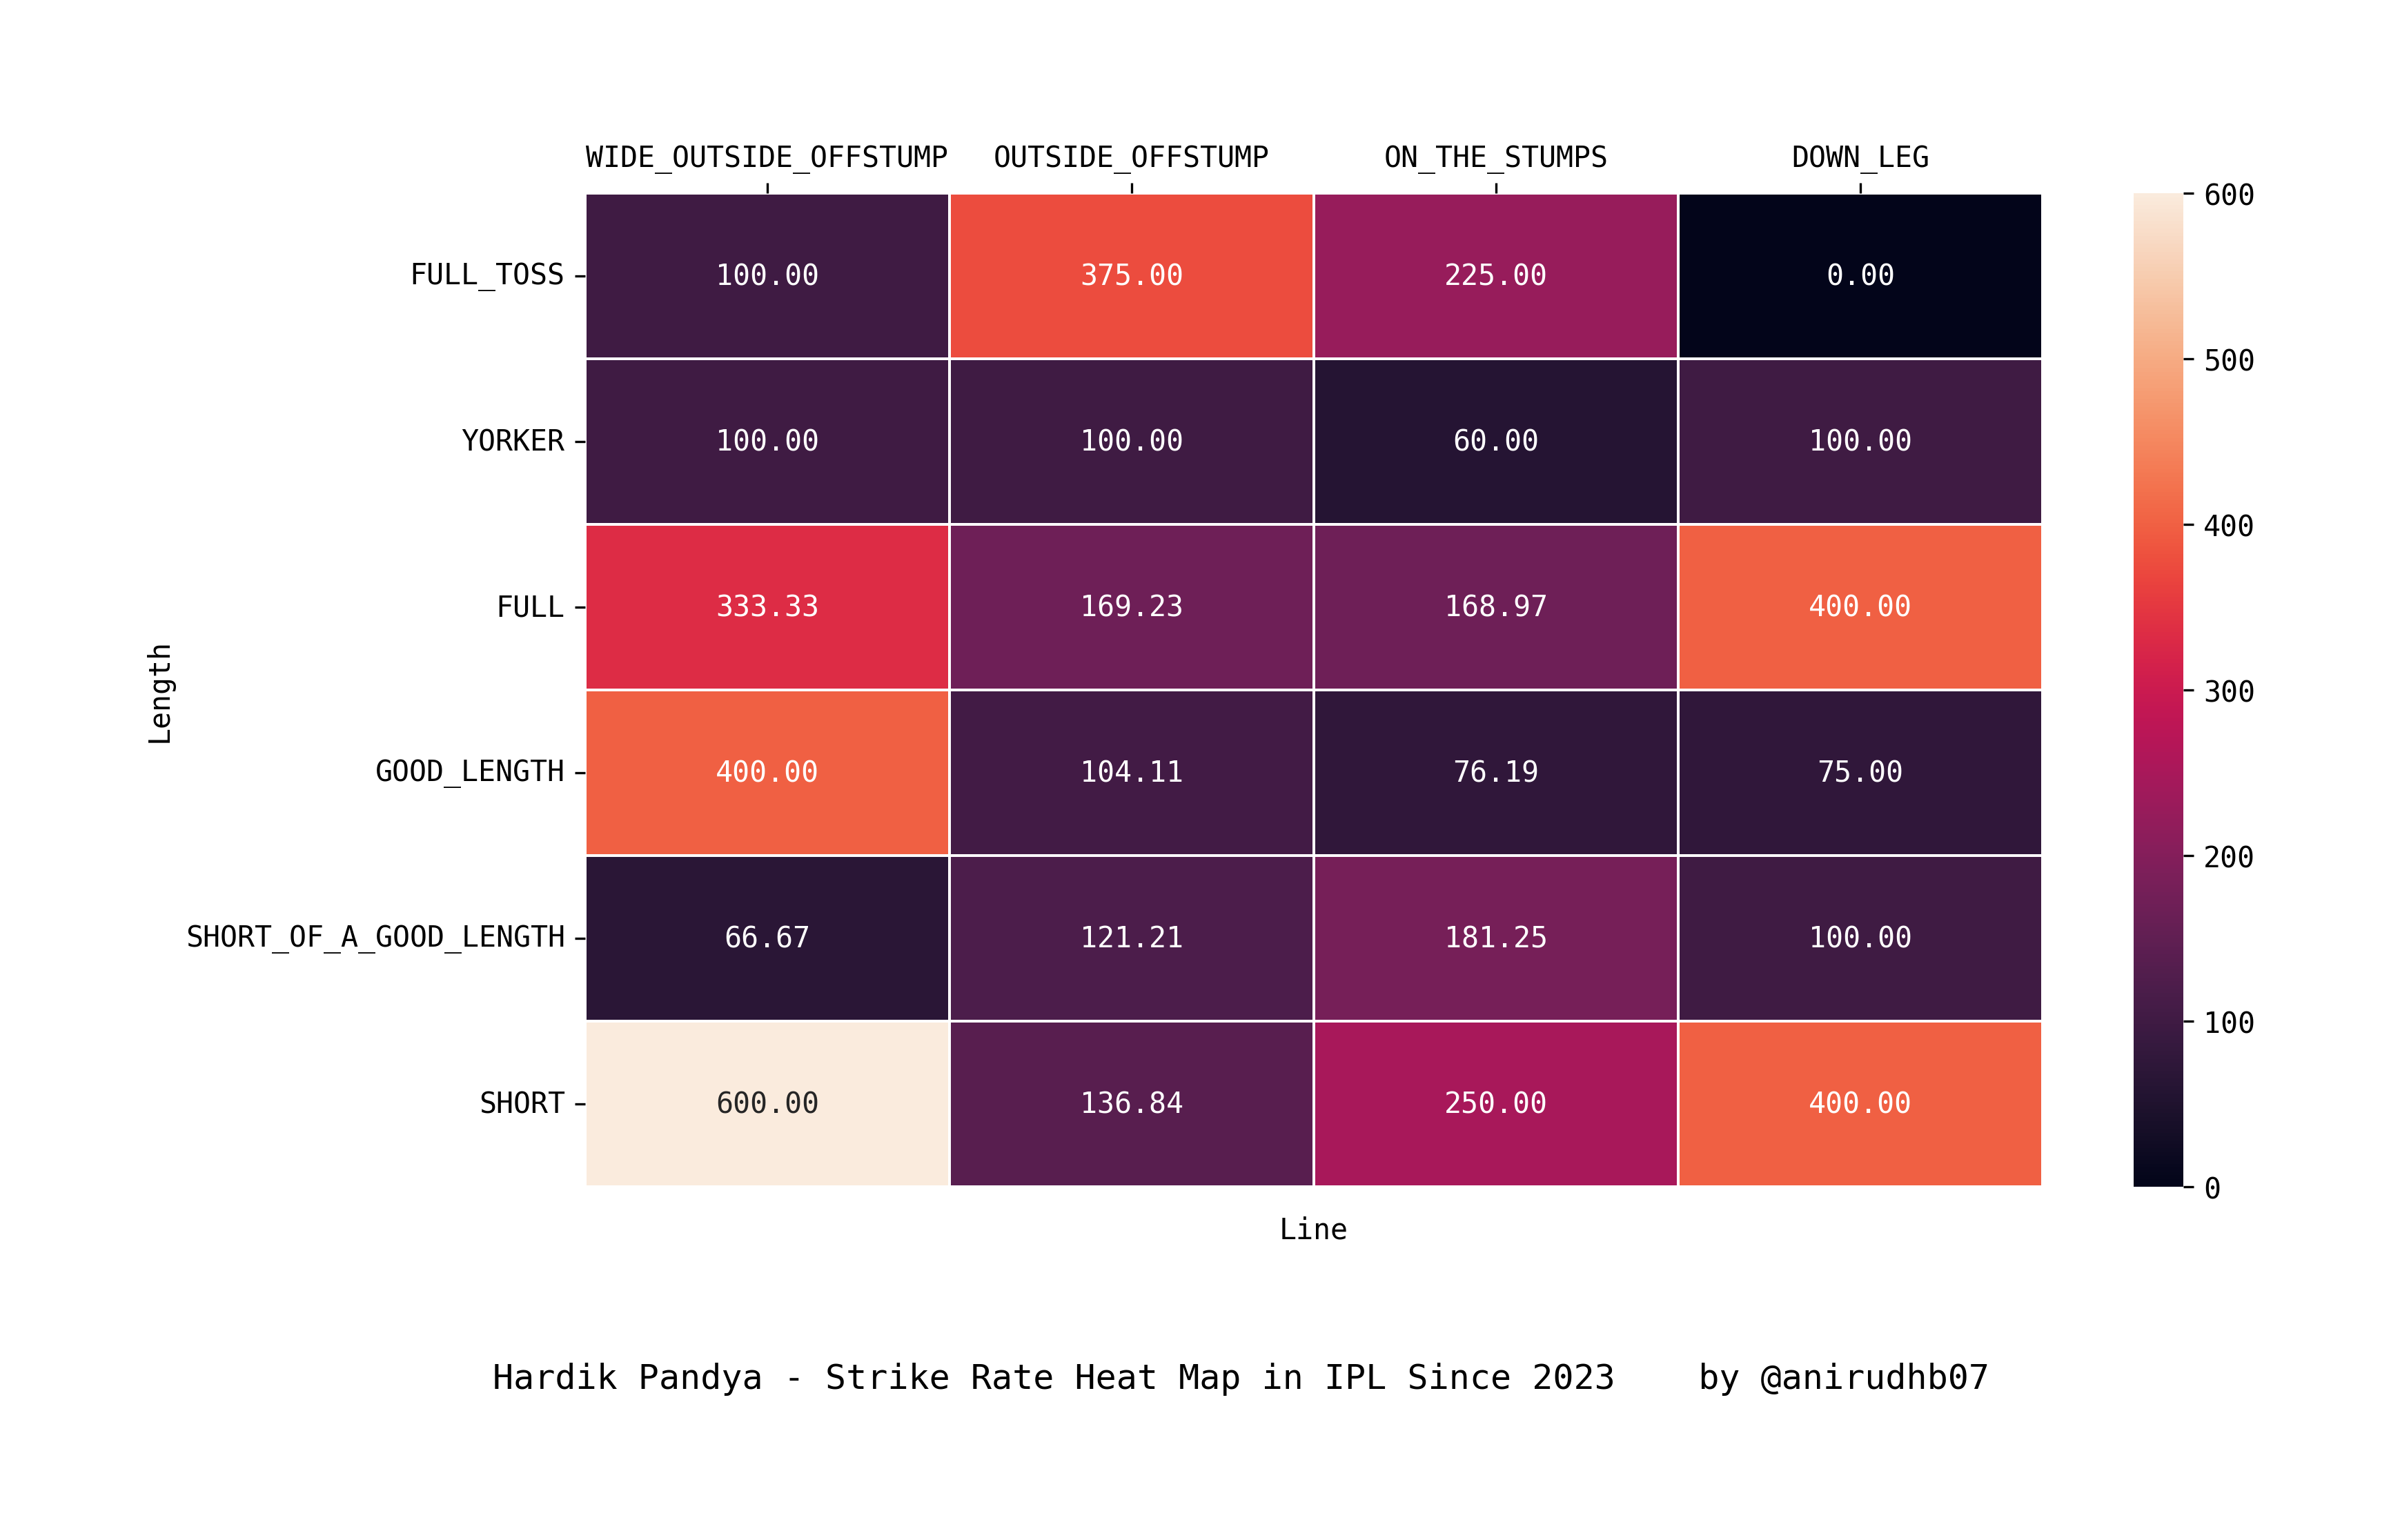 WIDE_OUTSIDE_OFFSTUMP OUTSIDE_OFFSTUMP ON_THE_STUMPS DOWN_LEG
600
FULL_TOSS 100.00 375.00 225.00 0.00
500
YORKER 100.00 100.00 60.00 100.00
400
FULL 333.33 169.23 168.97 400.00
Length
300
GOOD_LENGTH 400.00 104.11 76.19 75.00
200
SHORT_OF_A_GOOD_LENGTH 66.67 121.21 181.25 100.00
100
SHORT 600.00 136.84 250.00 400.00
0
Line
Hardik Pandya - Strike Rate Heat Map in IPL Since 2023 by @anirudhb07